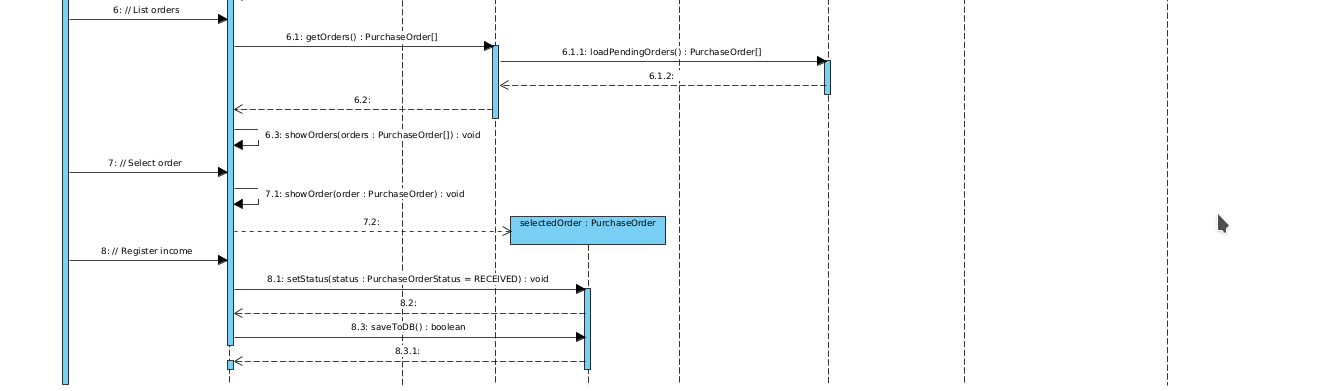 6: // List orders
6.1: getOrders() : PurchaseOrder[]
6.1.1: loadPendingOrders() : PurchaseOrder[]
6.1.2:
6.2:
6.3: showOrders(orders : PurchaseOrder[]) : void
7: // Select order
7.1: showOrder(order : PurchaseOrder) : void
7.2:
selectedOrder : PurchaseOrder
8: // Register income
8.1: setStatus(status : PurchaseOrderStatus = RECEIVED) : void
8.2:
8.3: saveToDB() : boolean
8.3.1: